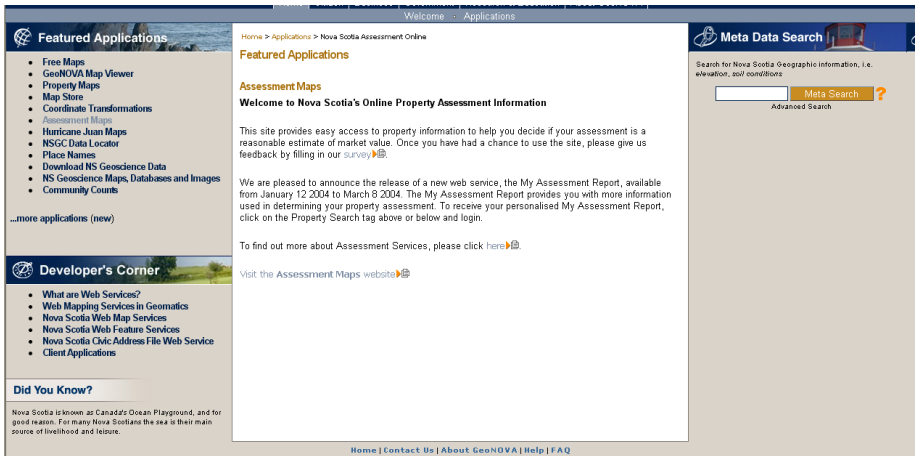 Welcome · Applications
Featured Applications
Free Maps
GeoNOVA Map Viewer
Property Maps
Map Store
Coordinate Transformations
Assessment Maps
Hurricane Juan Maps
NSGC Data Locator
Place Names
Download NS Geoscience Data
NS Geoscience Maps, Databases and Images
Community Counts
...more applications (new)
Developer's Corner
What are Web Services?
Web Mapping Services in Geomatics
Nova Scotia Web Map Services
Nova Scotia Web Feature Services
Nova Scotia Civic Address File Web Service
Client Applications
Did You Know?
Nova Scotia is known as Canada's Ocean Playground, and for
good reason. For many Nova Scotians the sea is their main
source of livelihood and leisure.
Home > Applications > Nova Scotia Assessment Online
Featured Applications
Assessment Maps
Welcome to Nova Scotia's Online Property Assessment Information
This site provides easy access to property information to help you decide if your assessment is a
reasonable estimate of market value. Once you have had a chance to use the site, please give us
feedback by filling in our survey.
We are pleased to announce the release of a new web service, the My Assessment Report, available
from January 12 2004 to March 8 2004. The My Assessment Report provides you with more information
used in determining your property assessment. To receive your personalised My Assessment Report,
click on the Property Search tag above or below and login.
To find out more about Assessment Services, please click here.
Visit the Assessment Maps website
Meta Data Search
Search for Nova Scotia Geographic information, i.e.
elevation, soil conditions
Meta Search ?
Advanced Search
Home | Contact Us | About GeoNOVA | Help | FAQ